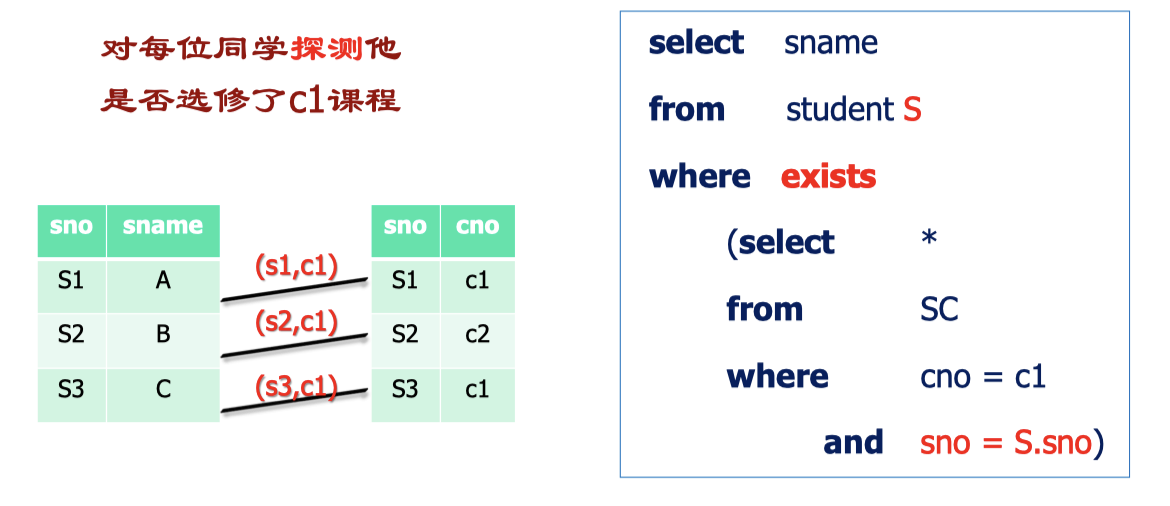 对每位同学探测他
是否选修了c1课程
sno sname
S1 A
S2 B
S3 C
(s1,c1)
(s2,c1)
(s3,c1)
sno cno
S1 c1
S2 c2
S3 c1
select sname
from student S
where exists
(select *
from SC
where cno = c1
and sno = S.sno)